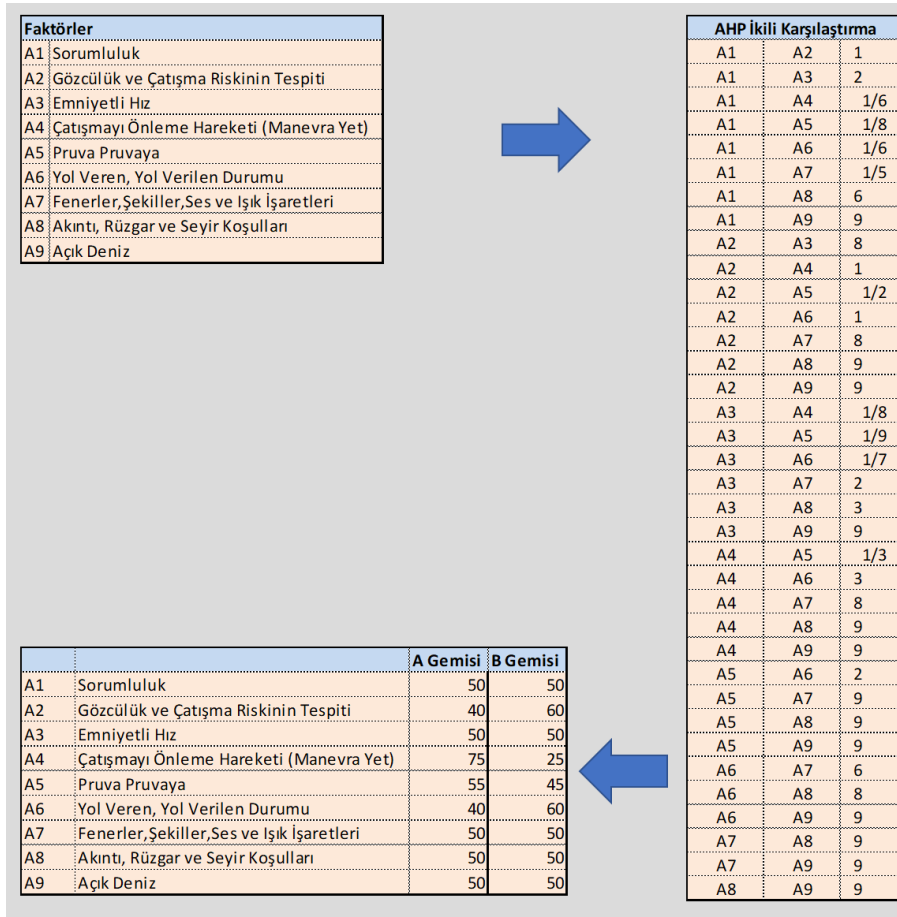 Faktörler
A1 Sorumluluk
A2 Gözcülük ve Çatışma Riskinin Tespiti
A3 Emniyetli Hız
A4 Çatışmayı Önleme Hareketi (Manevra Yet)
A5 Pruva Pruvaya
A6 Yol Veren, Yol Verilen Durumu
A7 Fenerler,Şekiller,Ses ve Işık İşaretleri
A8 Akıntı, Rüzgar ve Seyir Koşulları
A9 Açık Deniz
AHP İkili Karşılaştırma
A1 A2 1
A1 A3 2
A1 A4 1/6
A1 A5 1/8
A1 A6 1/6
A1 A7 1/5
A1 A8 6
A1 A9 9
A2 A3 8
A2 A4 1
A2 A5 1/2
A2 A6 1
A2 A7 8
A2 A8 9
A2 A9 9
A3 A4 1/8
A3 A5 1/9
A3 A6 1/7
A3 A7 2
A3 A8 3
A3 A9 9
A4 A5 1/3
A4 A6 3
A4 A7 8
A4 A8 9
A4 A9 9
A5 A6 2
A5 A7 9
A5 A8 9
A5 A9 9
A6 A7 6
A6 A8 8
A6 A9 9
A7 A8 9
A7 A9 9
A8 A9 9
A Gemisi B Gemisi
A1 Sorumluluk 50 50
A2 Gözcülük ve Çatışma Riskinin Tespiti 40 60
A3 Emniyetli Hız 50 50
A4 Çatışmayı Önleme Hareketi (Manevra Yet) 75 25
A5 Pruva Pruvaya 55 45
A6 Yol Veren, Yol Verilen Durumu 40 60
A7 Fenerler,Şekiller,Ses ve Işık İşaretleri 50 50
A8 Akıntı, Rüzgar ve Seyir Koşulları 50 50
A9 Açık Deniz 50 50